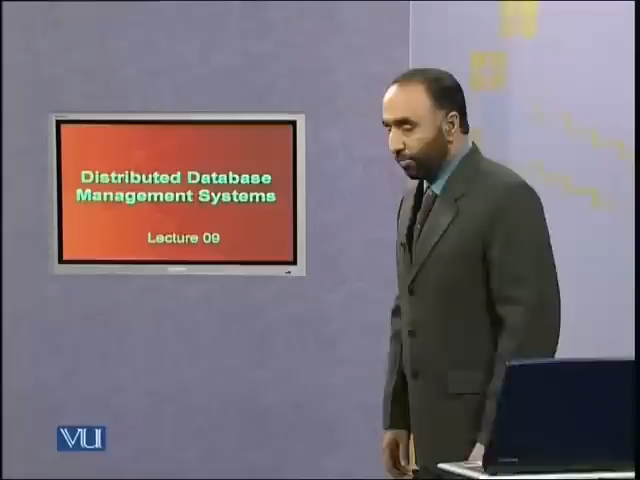 Distributed Database
Management Systems
Lecture 09
VU